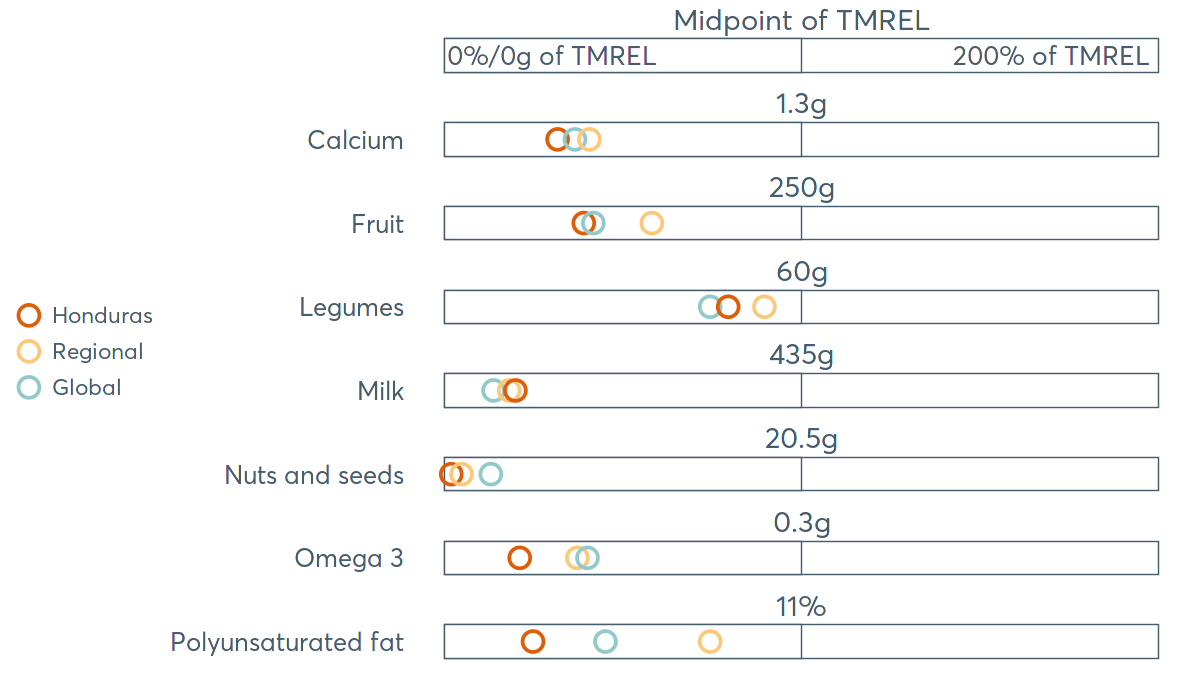 Midpoint of TMREL
0%/0g of TMREL
200% of TMREL
1.3g
Calcium
250g
Fruit
60g
Legumes
435g
Milk
20.5g
Nuts and seeds
0.3g
Omega 3
11%
Polyunsaturated fat
Honduras
Regional
Global